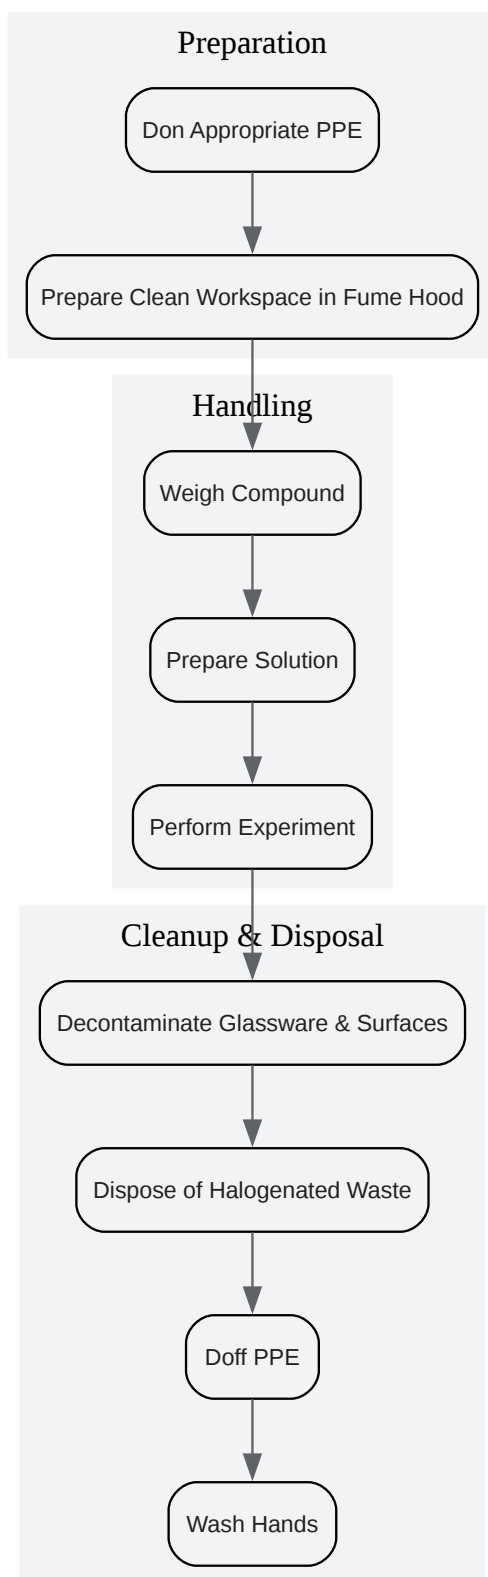 Preparation
Don Appropriate PPE
Prepare Clean Workspace in Fume Hood
Handling
Weigh Compound
Prepare Solution
Perform Experiment
Cleanup & Disposal
Decontaminate Glassware & Surfaces
Dispose of Halogenated Waste
Doff PPE
Wash Hands